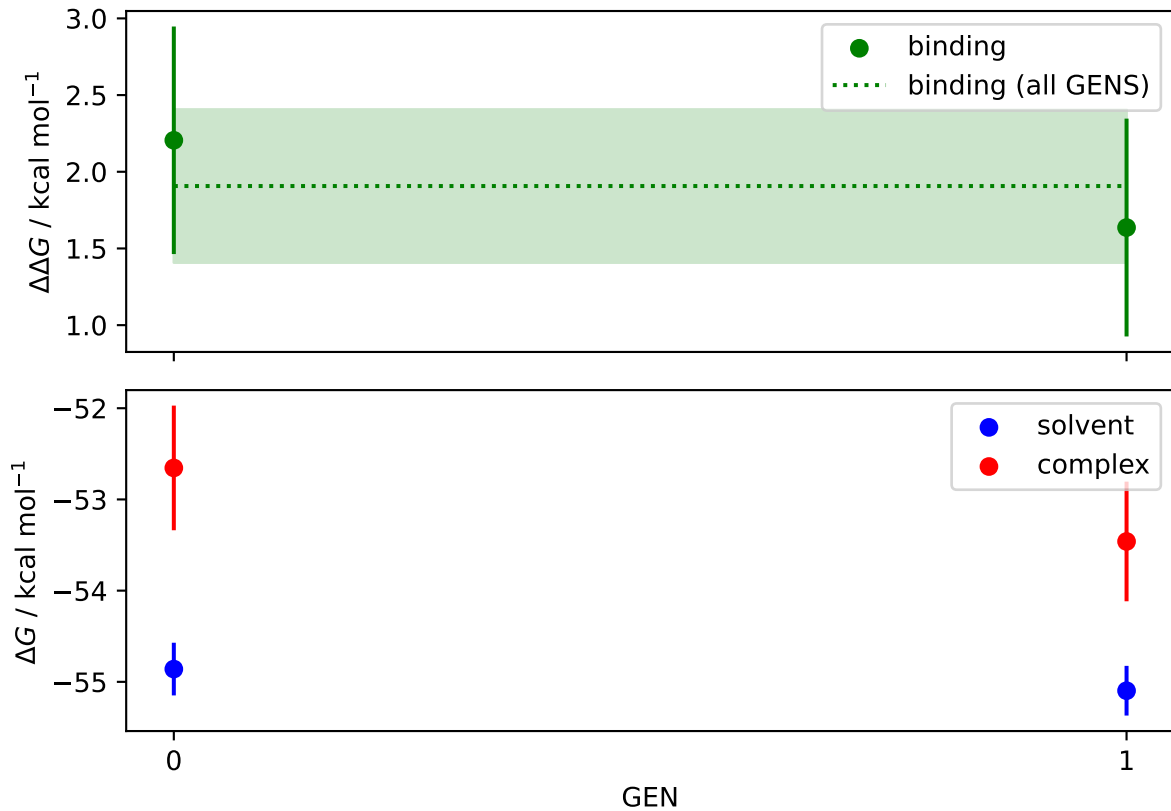 3.0
2.5
2.0
1.5
1.0
ΔΔG / kcal mol⁻¹
binding
binding (all GENS)
−52
−53
−54
−55
ΔG / kcal mol⁻¹
solvent
complex
0
1
GEN